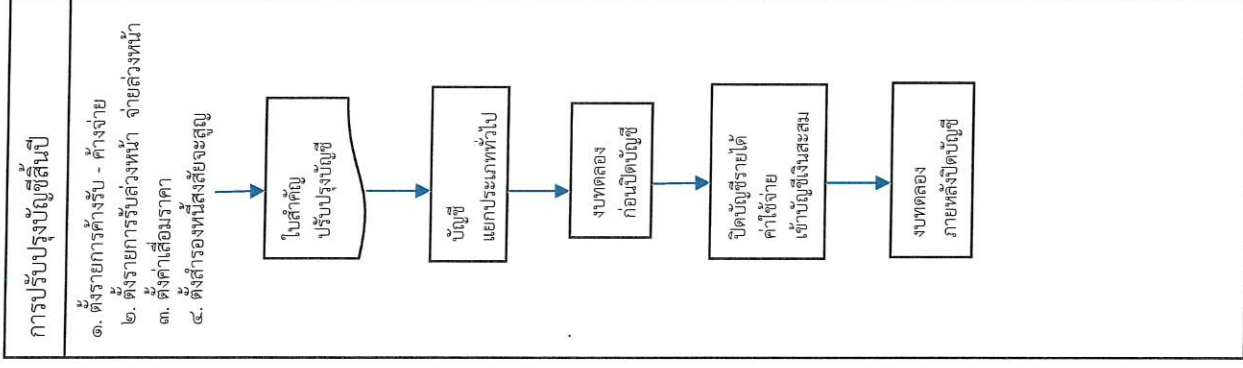 การปรับปรุงบัญชีสิ้นปี
๑. ตั้งรายการค้างรับ - ค้างจ่าย
๒. ตั้งรายการรับล่วงหน้า จ่ายล่วงหน้า
๓. ตั้งค่าเสื่อมราคา
๔. ตั้งสำรองหนี้สงสัยจะสูญ
ใบสำคัญ
ปรับปรุงบัญชี
บัญชี
แยกประเภททั่วไป
งบทดลอง
ก่อนปิดบัญชี
ปิดบัญชีรายได้
ค่าใช้จ่าย
เข้าบัญชีเงินสะสม
งบทดลอง
ภายหลังปิดบัญชี